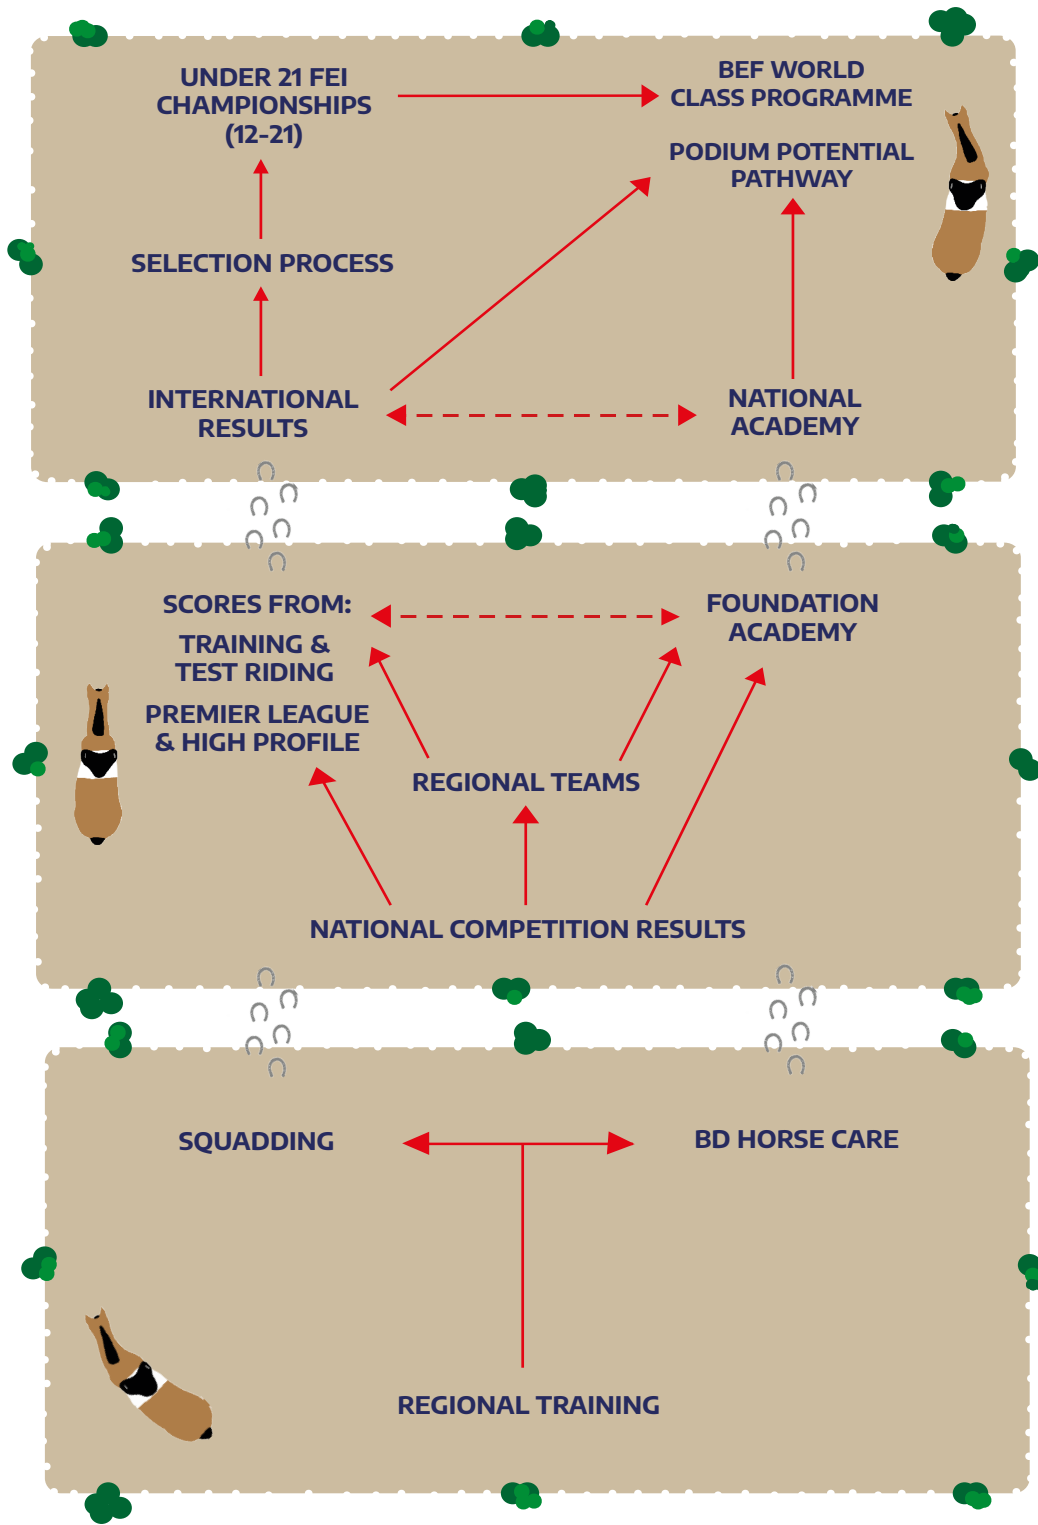 UNDER 21 FEI
CHAMPIONSHIPS
(12-21)
BEF WORLD
CLASS PROGRAMME
PODIUM POTENTIAL
PATHWAY
SELECTION PROCESS
INTERNATIONAL
RESULTS
NATIONAL
ACADEMY
SCORES FROM:
TRAINING &
TEST RIDING
PREMIER LEAGUE
& HIGH PROFILE
FOUNDATION
ACADEMY
REGIONAL TEAMS
NATIONAL COMPETITION RESULTS
SQUADDING
BD HORSE CARE
REGIONAL TRAINING